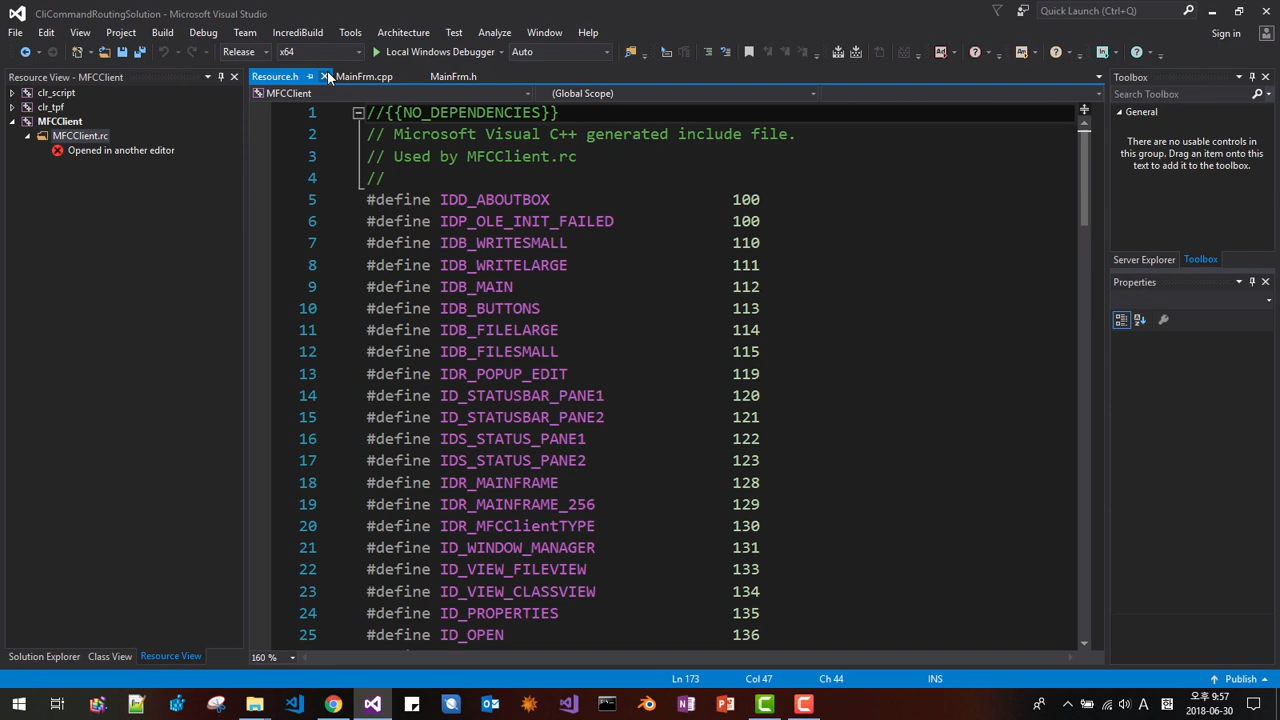 CliCommandRoutingSolution - Microsoft Visual Studio
Quick Launch (Ctrl+Q)
File Edit View Project Build Debug Team IncrediBuild Tools Architecture Test Analyze Window Help
Sign in
Release x64 Local Windows Debugger Auto
Resource View - MFCClient
clr_script
clr_tpf
MFCClient
MFCClient.rc
Opened in another editor
Resource.h MainFrm.cpp MainFrm.h
MFCClient (Global Scope)
1 //{{NO_DEPENDENCIES}}
2 // Microsoft Visual C++ generated include file.
3 // Used by MFCClient.rc
4 //
5 #define IDD_ABOUTBOX 100
6 #define IDP_OLE_INIT_FAILED 100
7 #define IDB_WRITESMALL 110
8 #define IDB_WRITELARGE 111
9 #define IDB_MAIN 112
10 #define IDB_BUTTONS 113
11 #define IDB_FILELARGE 114
12 #define IDB_FILESMALL 115
13 #define IDR_POPUP_EDIT 119
14 #define ID_STATUSBAR_PANE1 120
15 #define ID_STATUSBAR_PANE2 121
16 #define IDS_STATUS_PANE1 122
17 #define IDS_STATUS_PANE2 123
18 #define IDR_MAINFRAME 128
19 #define IDR_MAINFRAME_256 129
20 #define IDR_MFCClientTYPE 130
21 #define ID_WINDOW_MANAGER 131
22 #define ID_VIEW_FILEVIEW 133
23 #define ID_VIEW_CLASSVIEW 134
24 #define ID_PROPERTIES 135
25 #define ID_OPEN 136
160 %
Toolbox
Search Toolbox
General
There are no usable controls in
this group. Drag an item onto this
text to add it to the toolbox.
Server Explorer Toolbox
Properties
Solution Explorer Class View Resource View
Ln 173 Col 47 Ch 44 INS Publish
A
오후 9:57
2018-06-30